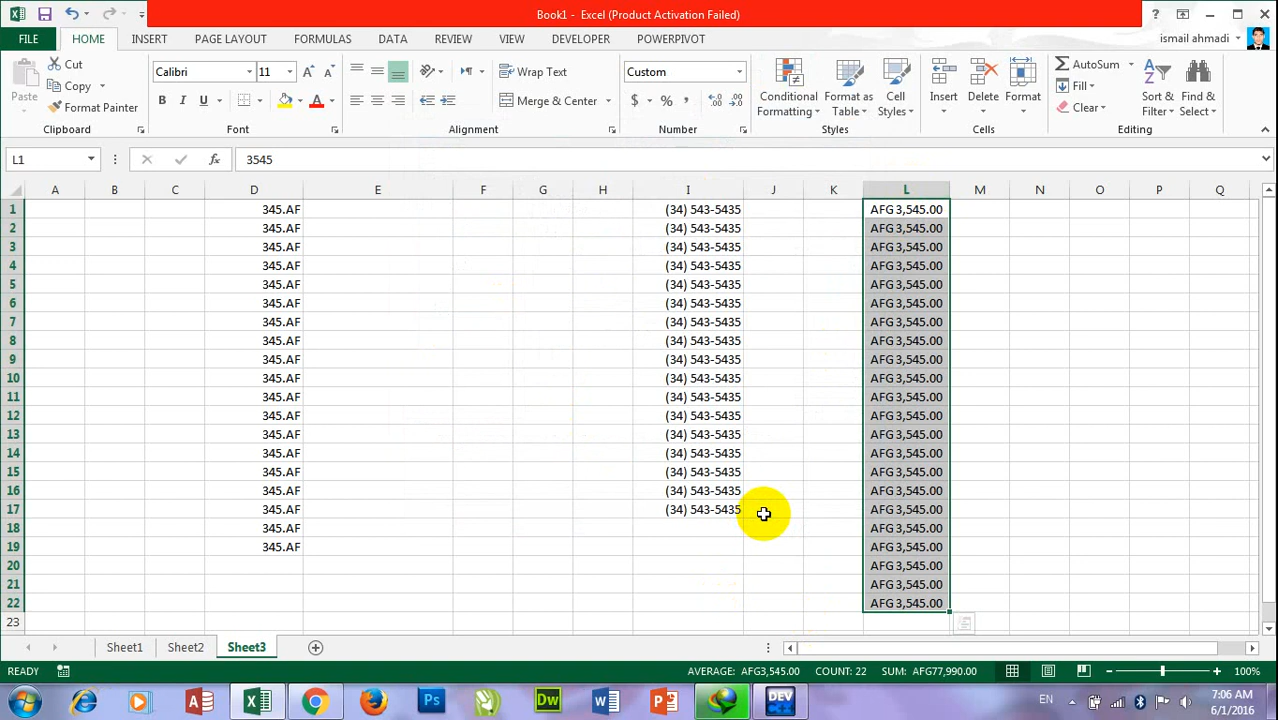 Book1 - Excel (Product Activation Failed)
FILE HOME INSERT PAGE LAYOUT FORMULAS DATA REVIEW VIEW DEVELOPER POWERPIVOT ismail ahmadi
Cut
Copy
Format Painter
Paste
Clipboard
Calibri 11
B I U A
Font
Wrap Text
Merge & Center
Alignment
Custom
$ % ,
Number
Conditional Formatting
Format as Table
Cell Styles
Styles
Insert Delete Format
Cells
AutoSum
Fill
Clear
Sort & Filter
Find & Select
Editing
L1 fx 3545
A B C D E F G H I J K L M N O P Q
1 345.AF (34) 543-5435 AFG 3,545.00
2 345.AF (34) 543-5435 AFG 3,545.00
3 345.AF (34) 543-5435 AFG 3,545.00
4 345.AF (34) 543-5435 AFG 3,545.00
5 345.AF (34) 543-5435 AFG 3,545.00
6 345.AF (34) 543-5435 AFG 3,545.00
7 345.AF (34) 543-5435 AFG 3,545.00
8 345.AF (34) 543-5435 AFG 3,545.00
9 345.AF (34) 543-5435 AFG 3,545.00
10 345.AF (34) 543-5435 AFG 3,545.00
11 345.AF (34) 543-5435 AFG 3,545.00
12 345.AF (34) 543-5435 AFG 3,545.00
13 345.AF (34) 543-5435 AFG 3,545.00
14 345.AF (34) 543-5435 AFG 3,545.00
15 345.AF (34) 543-5435 AFG 3,545.00
16 345.AF (34) 543-5435 AFG 3,545.00
17 345.AF (34) 543-5435 AFG 3,545.00
18 345.AF AFG 3,545.00
19 345.AF AFG 3,545.00
20 AFG 3,545.00
21 AFG 3,545.00
22 AFG 3,545.00
23
Sheet1 Sheet2 Sheet3
READY AVERAGE: AFG3,545.00 COUNT: 22 SUM: AFG77,990.00 100%
Ps Dw DEV EN 7:06 AM
6/1/2016